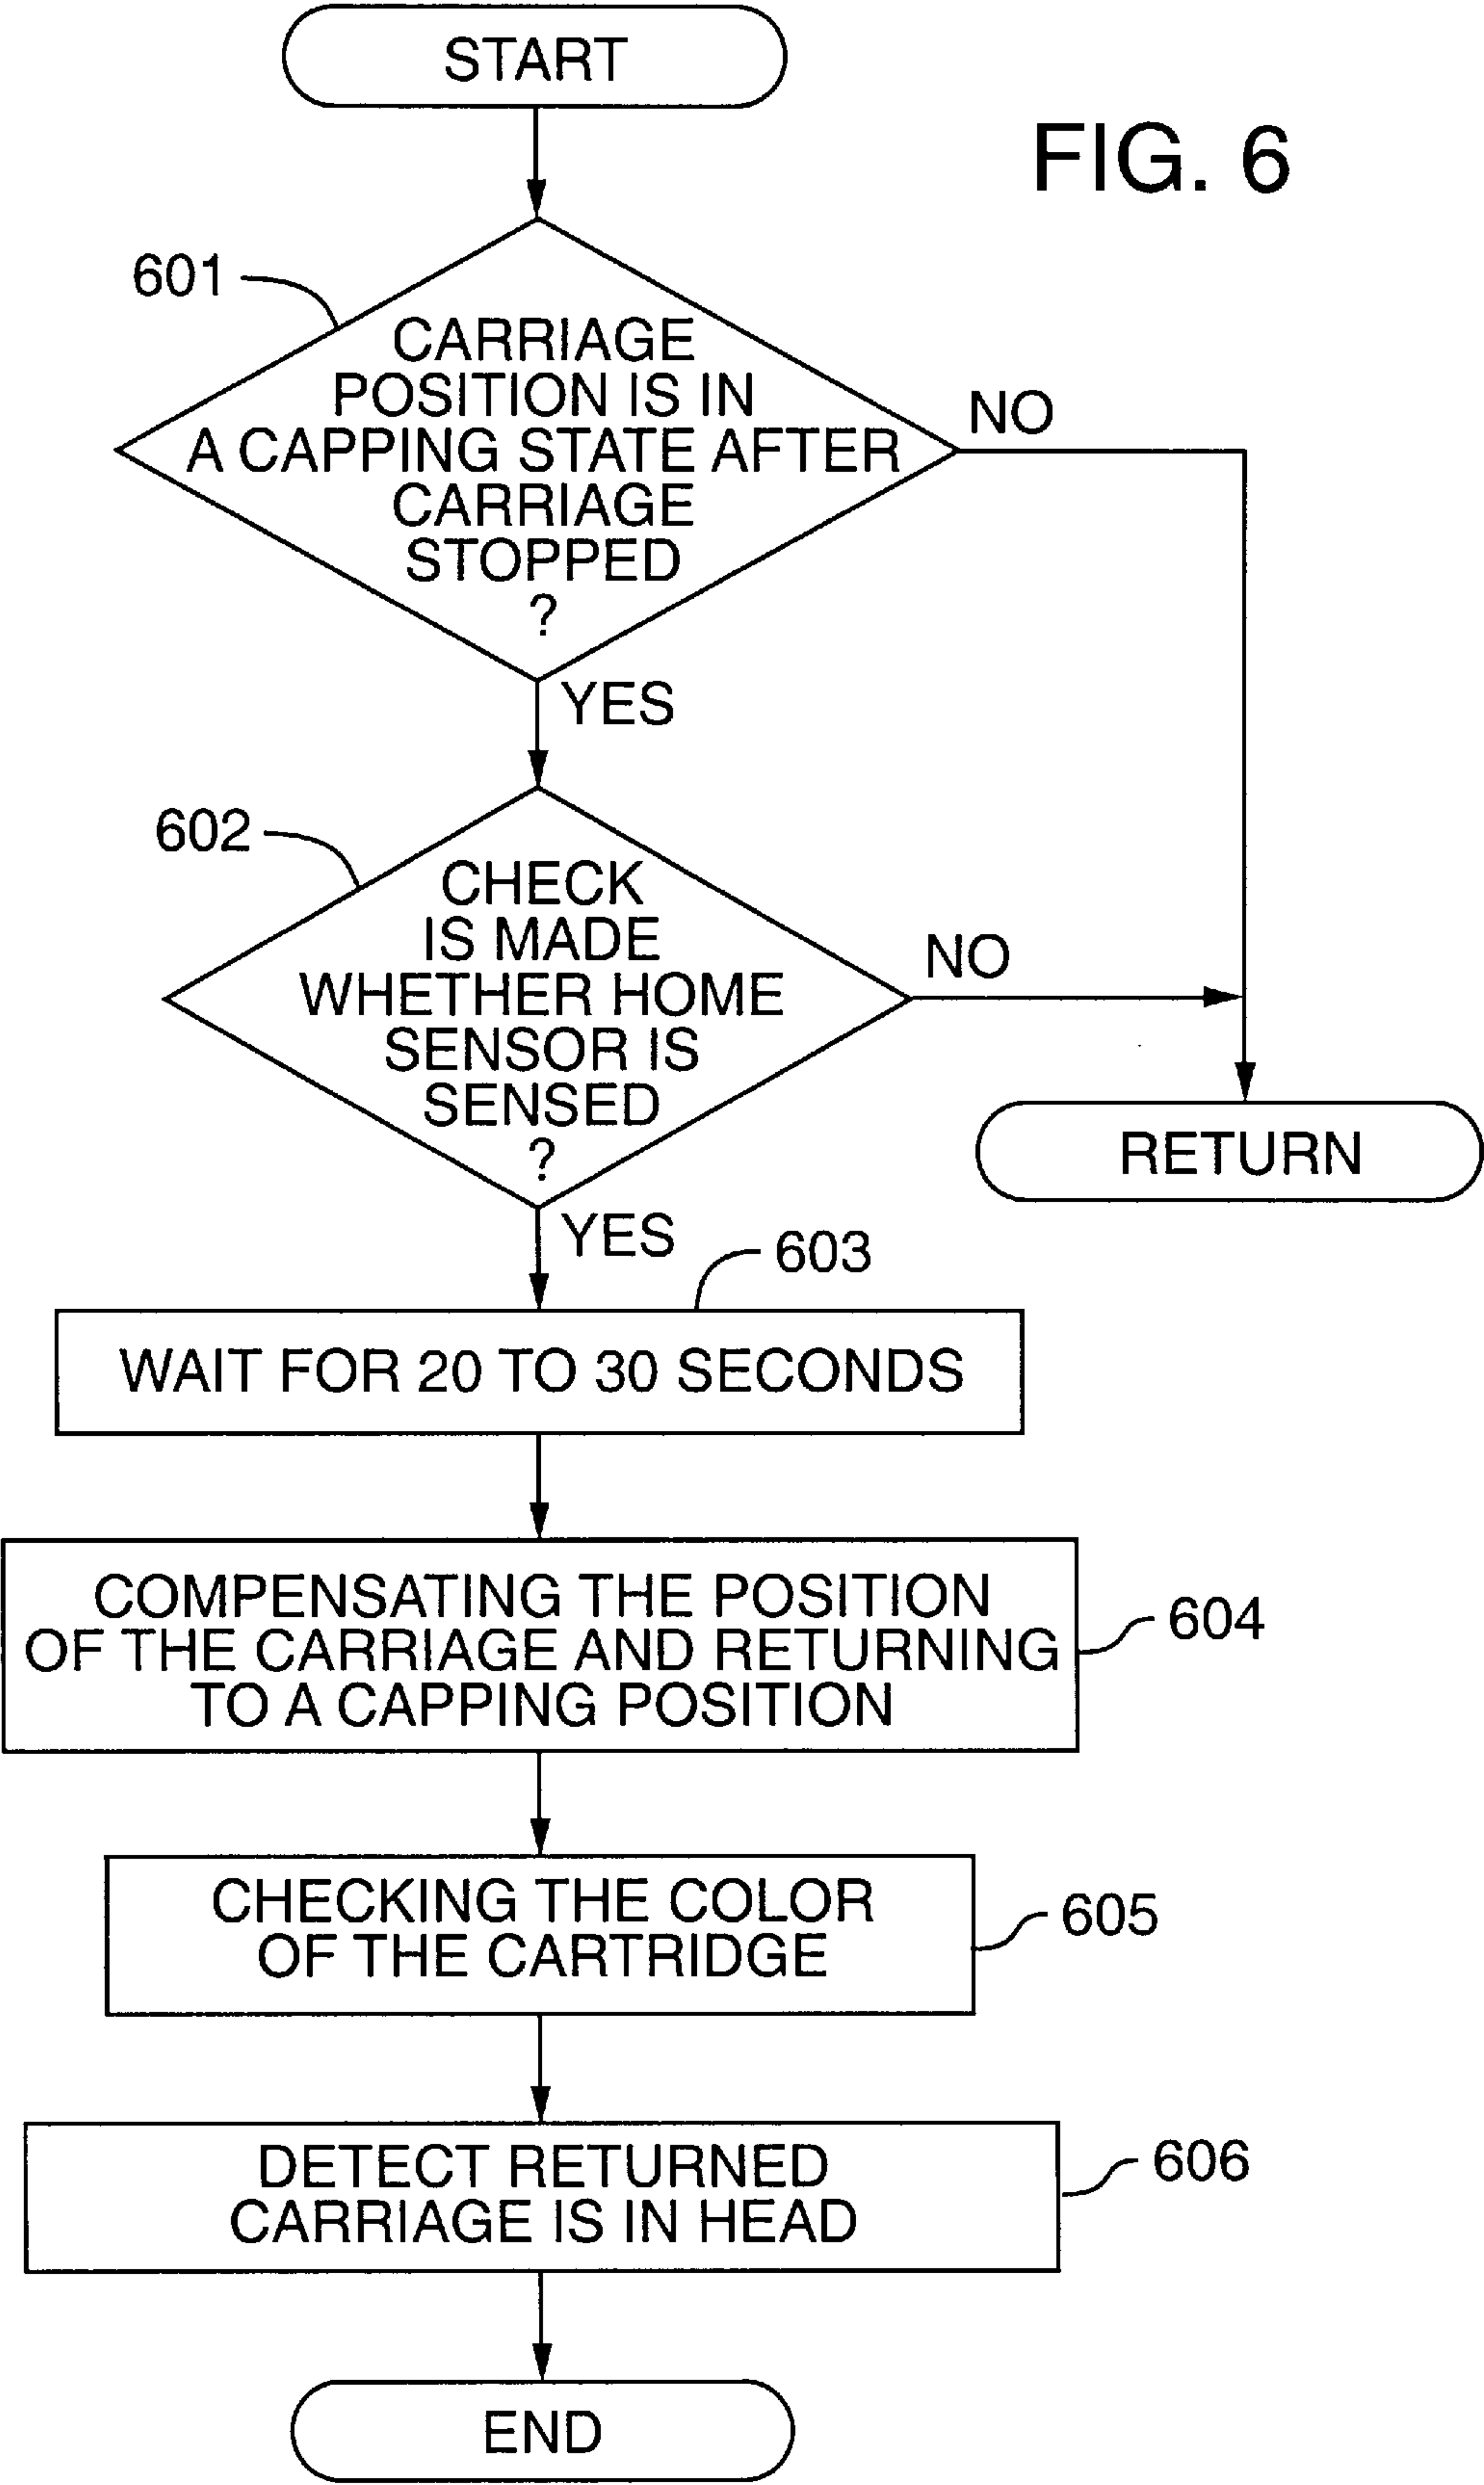 START
FIG. 6
601
CARRIAGE
POSITION IS IN
A CAPPING STATE AFTER
CARRIAGE
STOPPED
?
NO
YES
602
CHECK
IS MADE
WHETHER HOME
SENSOR IS
SENSED
?
NO
RETURN
YES
603
WAIT FOR 20 TO 30 SECONDS
COMPENSATING THE POSITION
OF THE CARRIAGE AND RETURNING
TO A CAPPING POSITION
604
CHECKING THE COLOR
OF THE CARTRIDGE
605
DETECT RETURNED
CARRIAGE IS IN HEAD
606
END